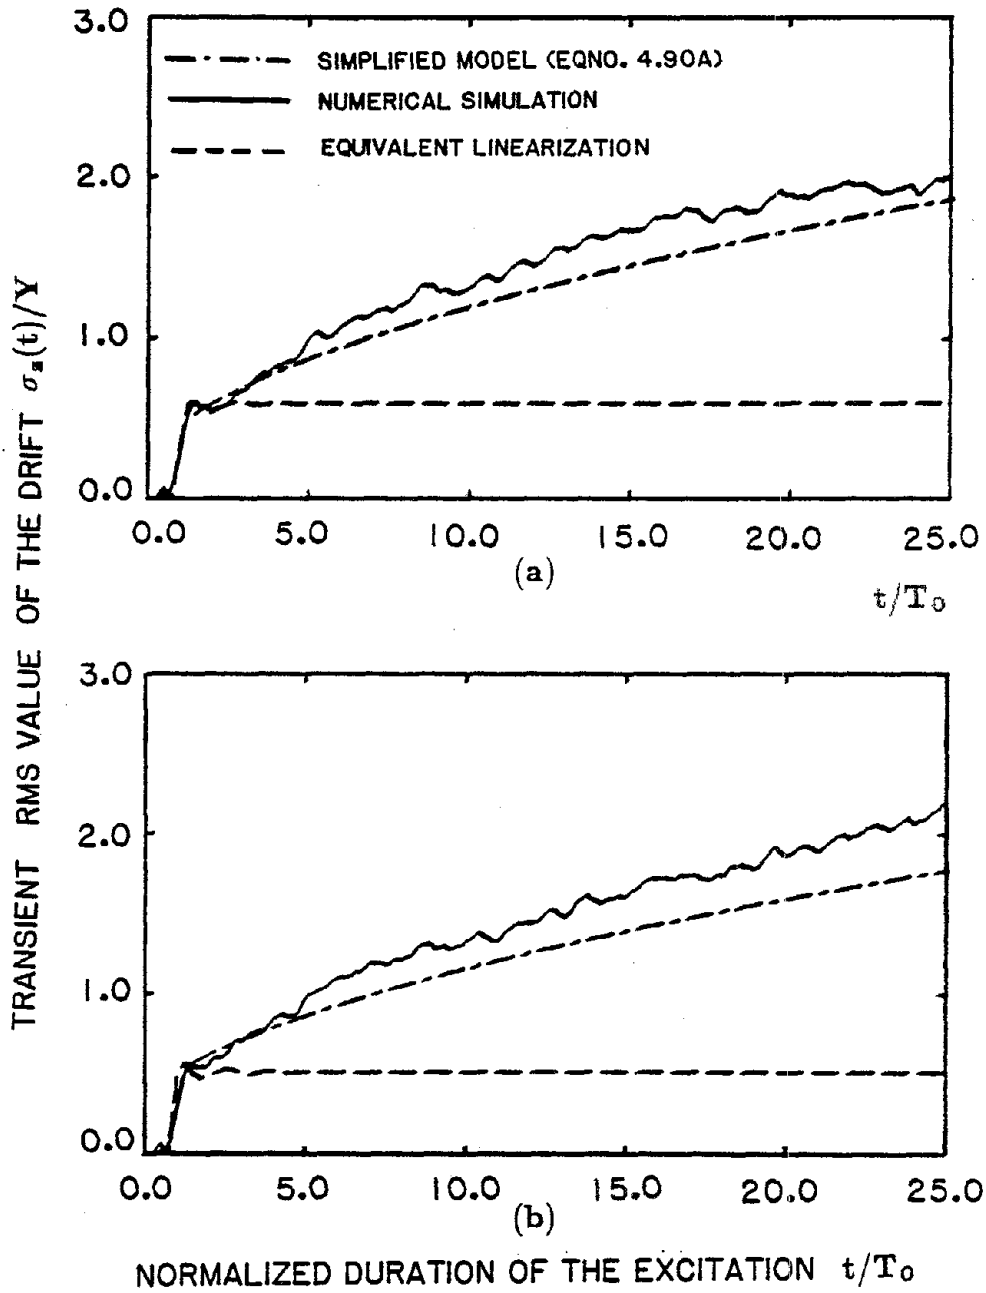 TRANSIENT RMS VALUE OF THE DRIFT σz(t)/Y
3.0
2.0
1.0
0.0
SIMPLIFIED MODEL (EQNO. 4.90A)
NUMERICAL SIMULATION
EQUIVALENT LINEARIZATION
0.0 5.0 10.0 15.0 20.0 25.0
(a)
t/T₀
3.0
2.0
1.0
0.0
0.0 5.0 10.0 15.0 20.0 25.0
(b)
NORMALIZED DURATION OF THE EXCITATION t/T₀